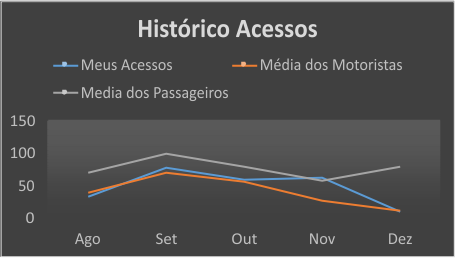 Histórico Acessos
Meus Acessos Média dos Motoristas
Media dos Passageiros
150
100
50
0
Ago Set Out Nov Dez